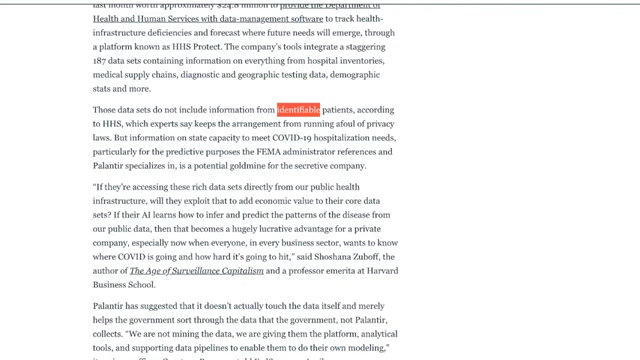 last month worth approximately $24.8 million to provide the Department of
Health and Human Services with data-management software to track health-
infrastructure deficiencies and forecast where future needs will emerge, through
a platform known as HHS Protect. The company's tools integrate a staggering
187 data sets containing information on everything from hospital inventories,
medical supply chains, diagnostic and geographic testing data, demographic
stats and more.
Those data sets do not include information from identifiable patients, according
to HHS, which experts say keeps the arrangement from running afoul of privacy
laws. But information on state capacity to meet COVID-19 hospitalization needs,
particularly for the predictive purposes the FEMA administrator references and
Palantir specializes in, is a potential goldmine for the secretive company.
“If they're accessing these rich data sets directly from our public health
infrastructure, will they exploit that to add economic value to their core data
sets? If their AI learns how to infer and predict the patterns of the disease from
our public data, then that becomes a hugely lucrative advantage for a private
company, especially now when everyone, in every business sector, wants to know
where COVID is going and how hard it's going to hit,” said Shoshana Zuboff, the
author of The Age of Surveillance Capitalism and a professor emerita at Harvard
Business School.
Palantir has suggested that it doesn't actually touch the data itself and merely
helps the government sort through the data that the government, not Palantir,
collects. “We are not mining the data, we are giving them the platform, analytical
tools, and supporting data pipelines to enable them to do their own modeling,”